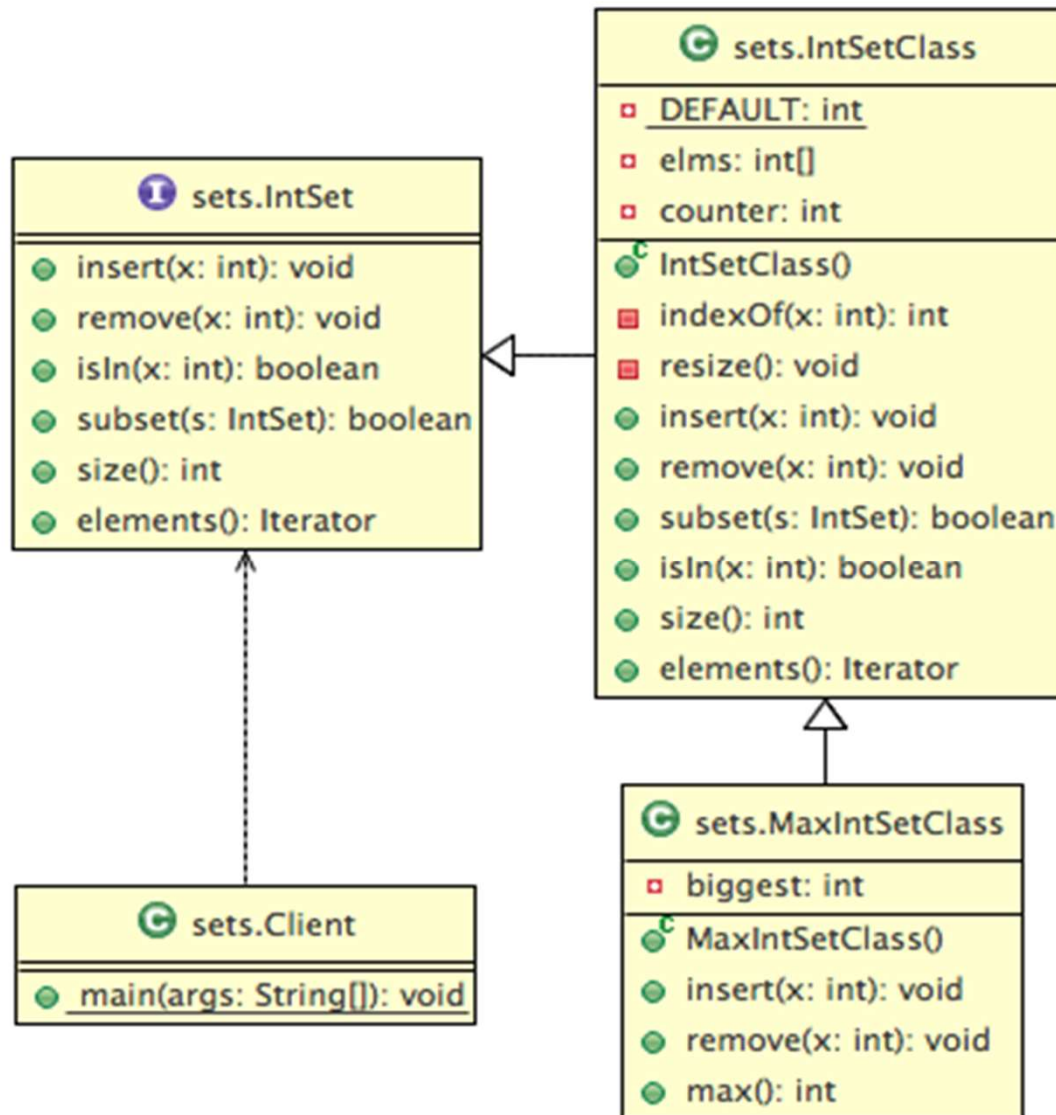 sets.IntSet
insert(x: int): void
remove(x: int): void
isIn(x: int): boolean
subset(s: IntSet): boolean
size(): int
elements(): Iterator
sets.IntSetClass
DEFAULT: int
elms: int[]
counter: int
IntSetClass()
indexOf(x: int): int
resize(): void
insert(x: int): void
remove(x: int): void
subset(s: IntSet): boolean
isIn(x: int): boolean
size(): int
elements(): Iterator
sets.Client
main(args: String[]): void
sets.MaxIntSetClass
biggest: int
MaxIntSetClass()
insert(x: int): void
remove(x: int): void
max(): int